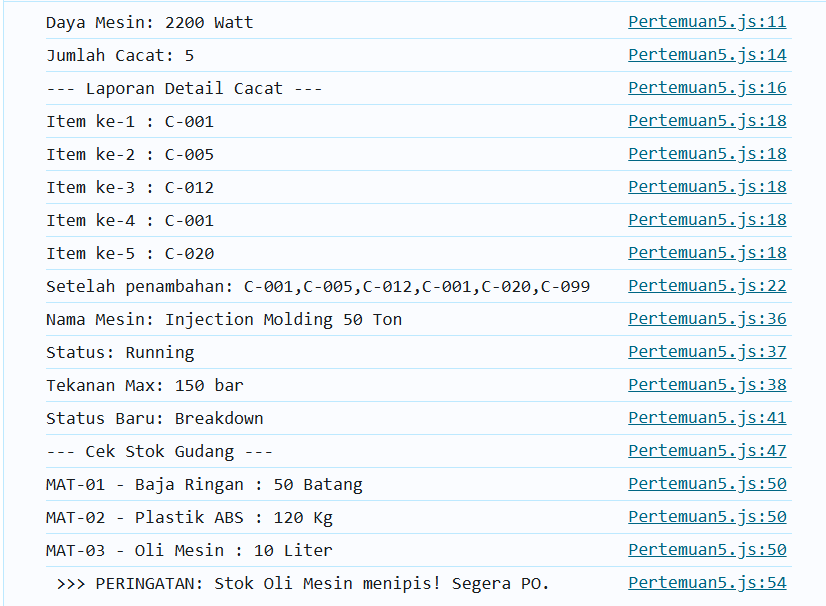 Daya Mesin: 2200 Watt Pertemuan5.js:11
Jumlah Cacat: 5 Pertemuan5.js:14
--- Laporan Detail Cacat --- Pertemuan5.js:16
Item ke-1 : C-001 Pertemuan5.js:18
Item ke-2 : C-005 Pertemuan5.js:18
Item ke-3 : C-012 Pertemuan5.js:18
Item ke-4 : C-001 Pertemuan5.js:18
Item ke-5 : C-020 Pertemuan5.js:18
Setelah penambahan: C-001,C-005,C-012,C-001,C-020,C-099 Pertemuan5.js:22
Nama Mesin: Injection Molding 50 Ton Pertemuan5.js:36
Status: Running Pertemuan5.js:37
Tekanan Max: 150 bar Pertemuan5.js:38
Status Baru: Breakdown Pertemuan5.js:41
--- Cek Stok Gudang --- Pertemuan5.js:47
MAT-01 - Baja Ringan : 50 Batang Pertemuan5.js:50
MAT-02 - Plastik ABS : 120 Kg Pertemuan5.js:50
MAT-03 - Oli Mesin : 10 Liter Pertemuan5.js:50
>>> PERINGATAN: Stok Oli Mesin menipis! Segera PO. Pertemuan5.js:54